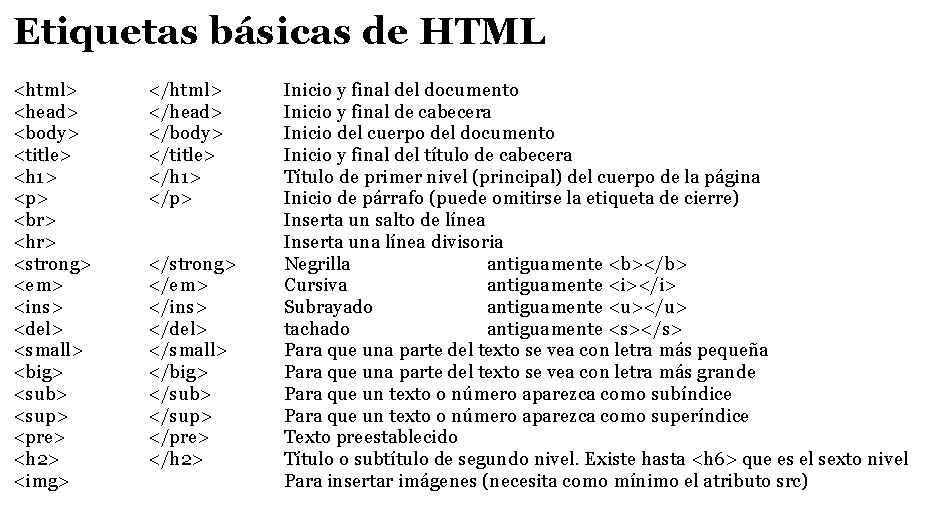 Etiquetas básicas de HTML
<html> </html> Inicio y final del documento
<head> </head> Inicio y final de cabecera
<body> </body> Inicio del cuerpo del documento
<title> </title> Inicio y final del título de cabecera
<h1> </h1> Título de primer nivel (principal) del cuerpo de la página
<p> </p> Inicio de párrafo (puede omitirse la etiqueta de cierre)
<br> Inserta un salto de línea
<hr> Inserta una línea divisoria
<strong> </strong> Negrilla antiguamente <b></b>
<em> </em> Cursiva antiguamente <i></i>
<ins> </ins> Subrayado antiguamente <u></u>
<del> </del> tachado antiguamente <s></s>
<small> </small> Para que una parte del texto se vea con letra más pequeña
<big> </big> Para que una parte del texto se vea con letra más grande
<sub> </sub> Para que un texto o número aparezca como subíndice
<sup> </sup> Para que un texto o número aparezca como superíndice
<pre> </pre> Texto preestablecido
<h2> </h2> Título o subtítulo de segundo nivel. Existe hasta <h6> que es el sexto nivel
<img> Para insertar imágenes (necesita como mínimo el atributo src)